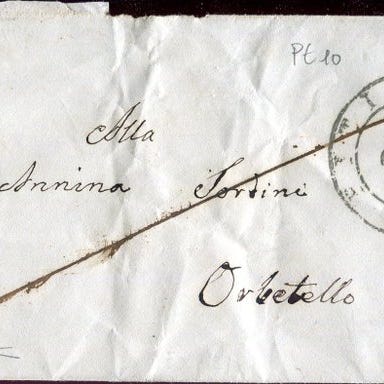 Pt 10
Alla
Annina Sordini
Orbetello